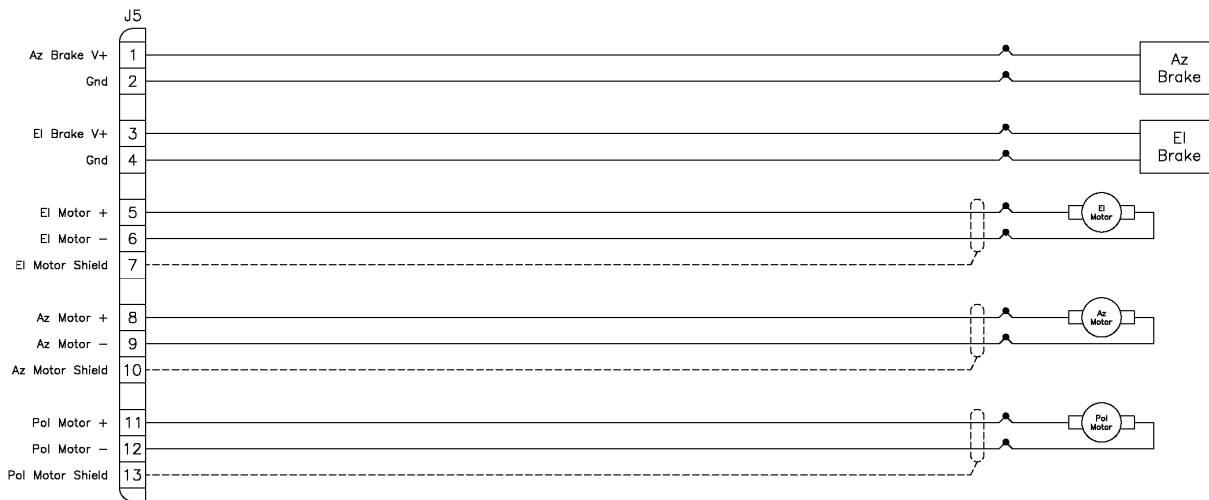 J5
Az Brake V+ 1
Gnd 2
Az
Brake
El Brake V+ 3
Gnd 4
El
Brake
El Motor + 5
El Motor - 6
El Motor Shield 7
El
Motor
Az Motor + 8
Az Motor - 9
Az Motor Shield 10
Az
Motor
Pol Motor + 11
Pol Motor - 12
Pol Motor Shield 13
Pol
Motor